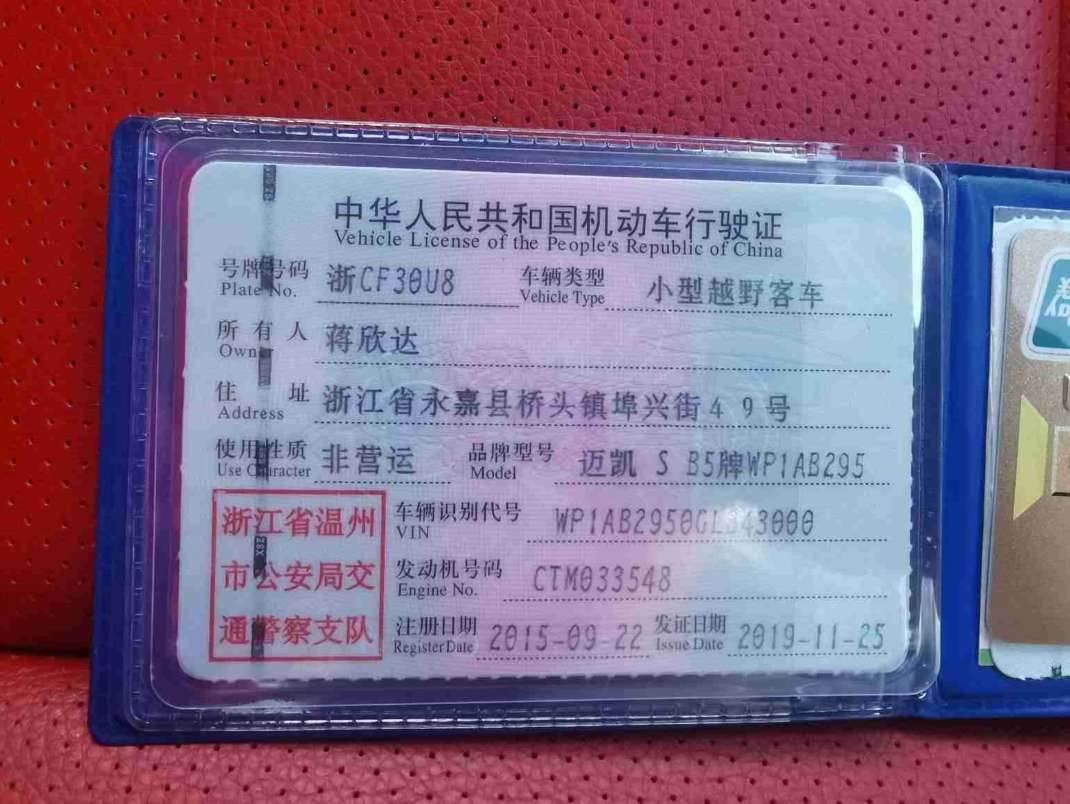 中华人民共和国机动车行驶证
Vehicle License of the People's Republic of China
号牌号码 浙CF30U8 车辆类型 小型越野客车
Plate No. Vehicle Type
所有人 蒋欣达
Owner
住址 浙江省永嘉县桥头镇埠兴街49号
Address
使用性质 非营运 品牌型号 迈凯 S B5牌WP1AB295
Use Character Model
浙江省温州
市公安局交
通警察支队
车辆识别代号
VIN
发动机号码 CTM033548
Engine No.
注册日期 2015-09-22 发证日期 2019-11-25
Register Date Issue Date